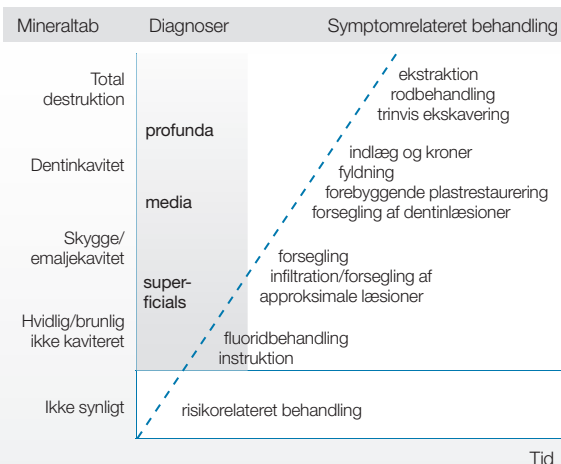 Mineraltab Diagnoser Symptomrelateret behandling
Total
destruktion
ekstraktion
rodbehandling
trinvis ekskavering
profunda
Dentinkavitet
indlæg og kroner
fyldning
forebyggende plastrestaurering
forsegling af dentinlæsioner
media
Skygge/
emaljekavitet
forsegling
infiltration/forsegling af
approksimale læsioner
super-
ficials
Hvidlig/brunlig
ikke kaviteret
fluoridbehandling
instruktion
Ikke synligt
risikorelateret behandling
Tid